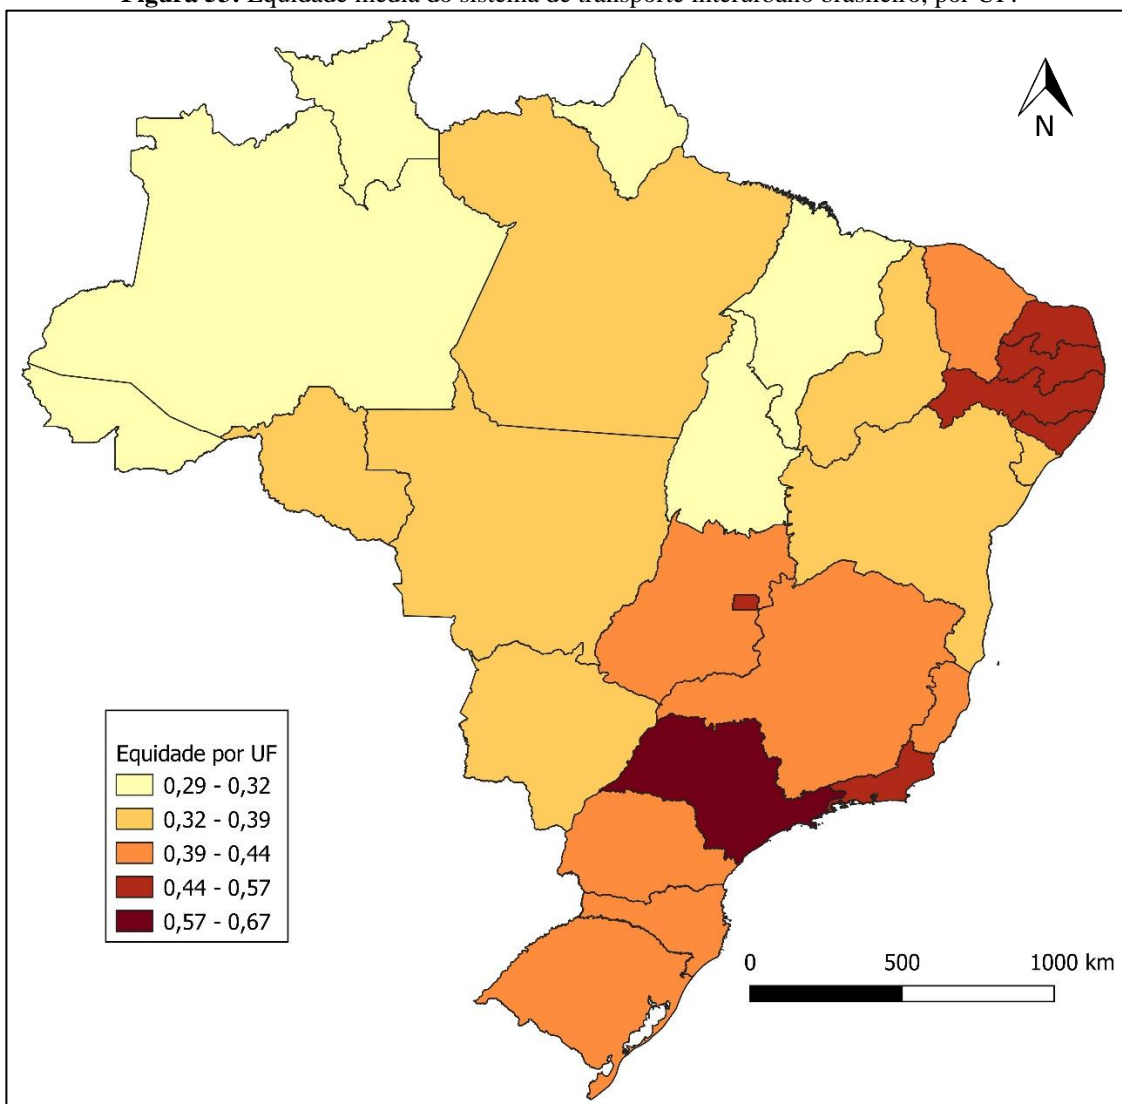 Figura 35. Equidade média do sistema de transporte interurbano brasileiro, por UF.
N
Equidade por UF
0,29 - 0,32
0,32 - 0,39
0,39 - 0,44
0,44 - 0,57
0,57 - 0,67
0 500 1000 km